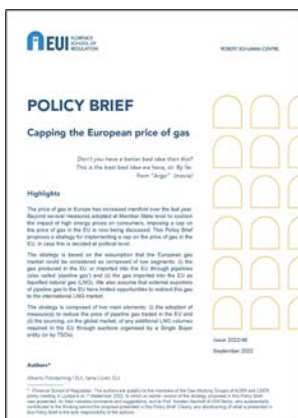 EUI
FLORENCE
SCHOOL OF
REGULATION
ROBERT SCHUMAN CENTRE
POLICY BRIEF
Capping the European price of gas
Don't you have a better bad idea than this?
This is the best bad idea we have, sir. By far.
from "Argo" (movie)
Highlights
The price of gas in Europe has increased manifold over the last year.
Beyond several measures adopted at Member State level to cushion
the impact of high energy prices on consumers, imposing a cap on
the price of gas in the EU is now being discussed. This Policy Brief
proposes a strategy for implementing a cap on the price of gas in the
EU, in case this is decided at political level.
The strategy is based on the assumption that the European gas
market could be considered as composed of two segments: (i) the
gas produced in the EU or imported into the EU through pipelines
(also called 'pipeline gas') and (ii) the gas imported into the EU as
liquefied natural gas (LNG). We also assume that external exporters
of pipeline gas to the EU have limited opportunities to redirect this gas
to the international LNG market.
The strategy is composed of two main elements: (i) the adoption of
measure(s) to reduce the price of pipeline gas traded in the EU and
(ii) the sourcing, on the global market, of any additional LNG volumes
required in the EU through auctions organised by a Single Buyer
entity (or by TSOs).
Authors*
Issue 2022/48
September 2022